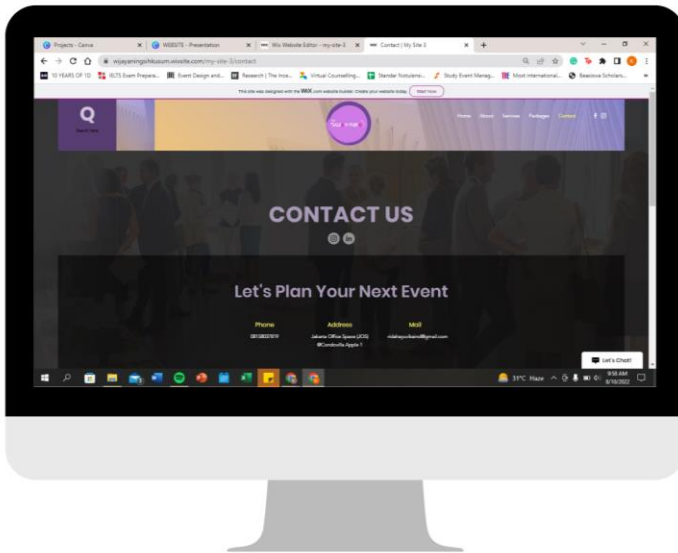 Projects - Canva
WEBSITE - Presentation
Wix Website Editor - my-site-3
Contact | My Site 3
wijayaningsihkusum.wixsite.com/my-site-3/contact
10 YEARS OF 1D
IELTS Exam Prepara...
Event Design and...
Research | The Inte...
Virtual Counselling...
Standar Notulensi...
Study Event Manag...
Most international...
Beasiswa Scholars...
This site was designed with the WiX.com website builder. Create your website today.
Start Now
Home About Services Packages Contact
CONTACT US
Let's Plan Your Next Event
Phone Address Mail
Jakarta Office Space (JOS)
@Condovilla Apple 1
Let's Chat!
31°C Haze
9:50 AM
8/10/2022